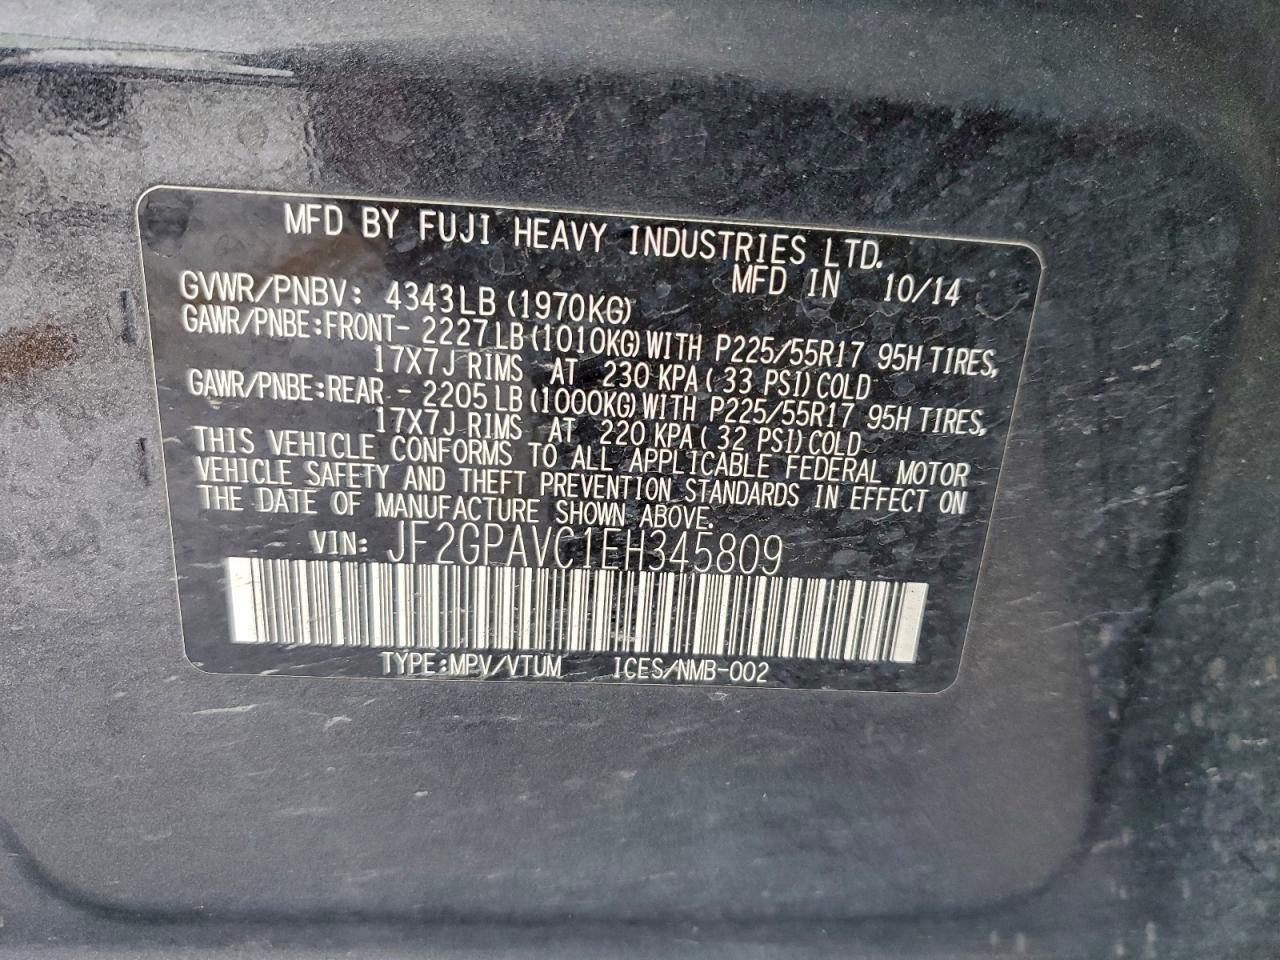 MFD BY FUJI HEAVY INDUSTRIES LTD.
MFD IN 10/14
GVWR/PNBV: 4343LB (1970KG)
GAWR/PNBE:FRONT- 2227LB (1010KG) WITH P225/55R17 95H TIRES,
17X7J RIMS AT 230 KPA ( 33 PSI) COLD
GAWR/PNBE:REAR - 2205LB (1000KG) WITH P225/55R17 95H TIRES,
17X7J RIMS AT 220 KPA ( 32 PSI) COLD
THIS VEHICLE CONFORMS TO ALL APPLICABLE FEDERAL MOTOR
VEHICLE SAFETY AND THEFT PREVENTION STANDARDS IN EFFECT ON
THE DATE OF MANUFACTURE SHOWN ABOVE.
VIN: JF2GPAVC1EH345809
TYPE:MPV/VTUM ICES/NMB-002